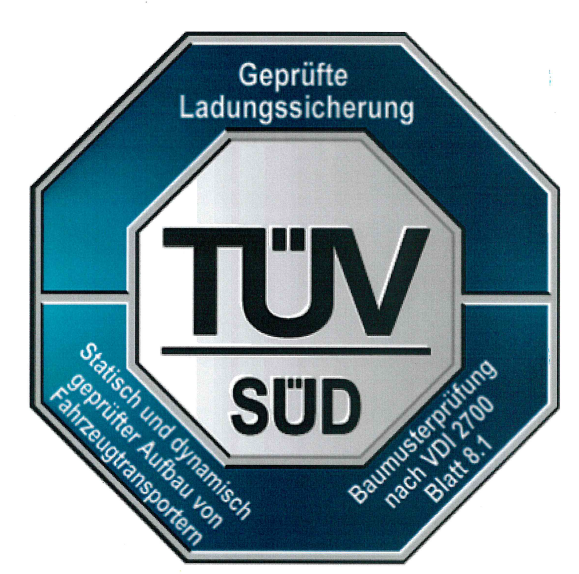 Geprüfte
Ladungssicherung
TÜV
SÜD
Statisch und dynamisch
geprüfter Aufbau von
Fahrzeugtransportern
Baumusterprüfung
nach VDI 2700
Blatt 8.1